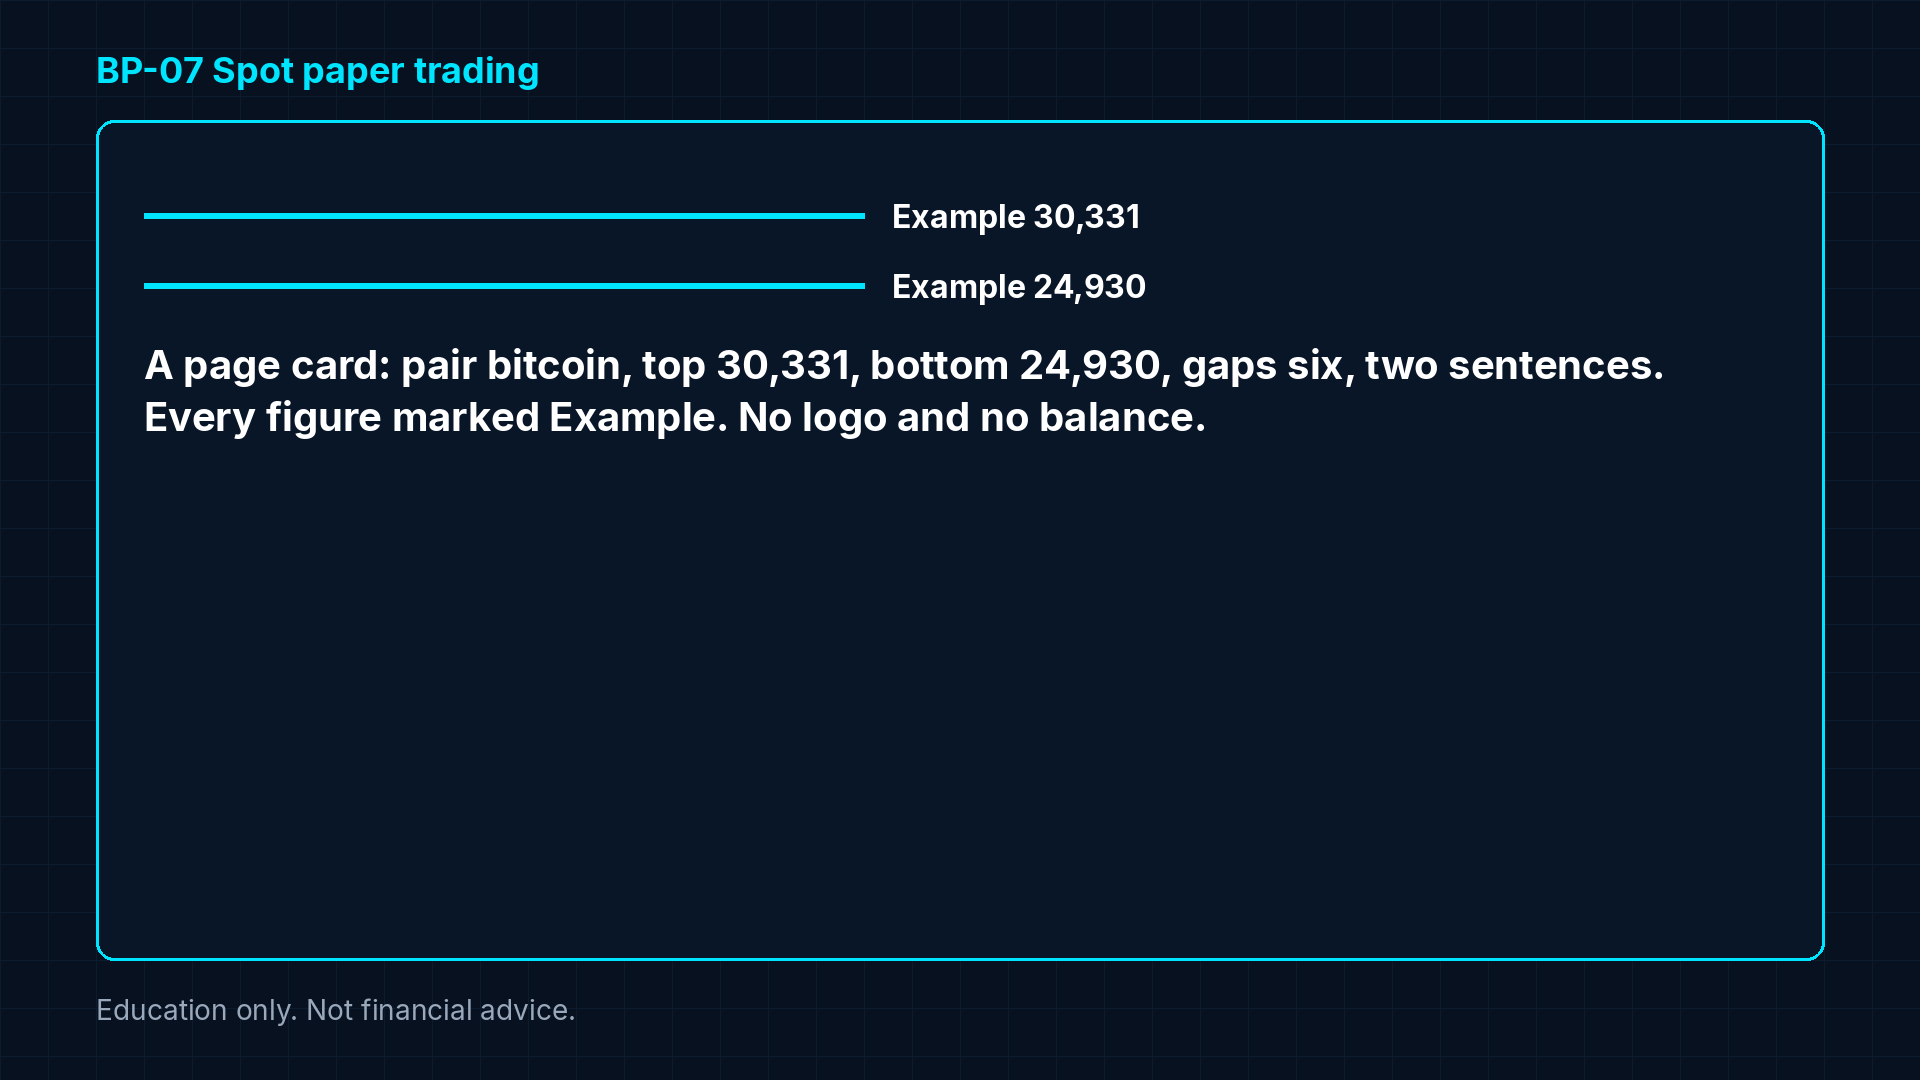 BP-07 Spot paper trading
Example 30,331
Example 24,930
A page card: pair bitcoin, top 30,331, bottom 24,930, gaps six, two sentences.
Every figure marked Example. No logo and no balance.
Education only. Not financial advice.